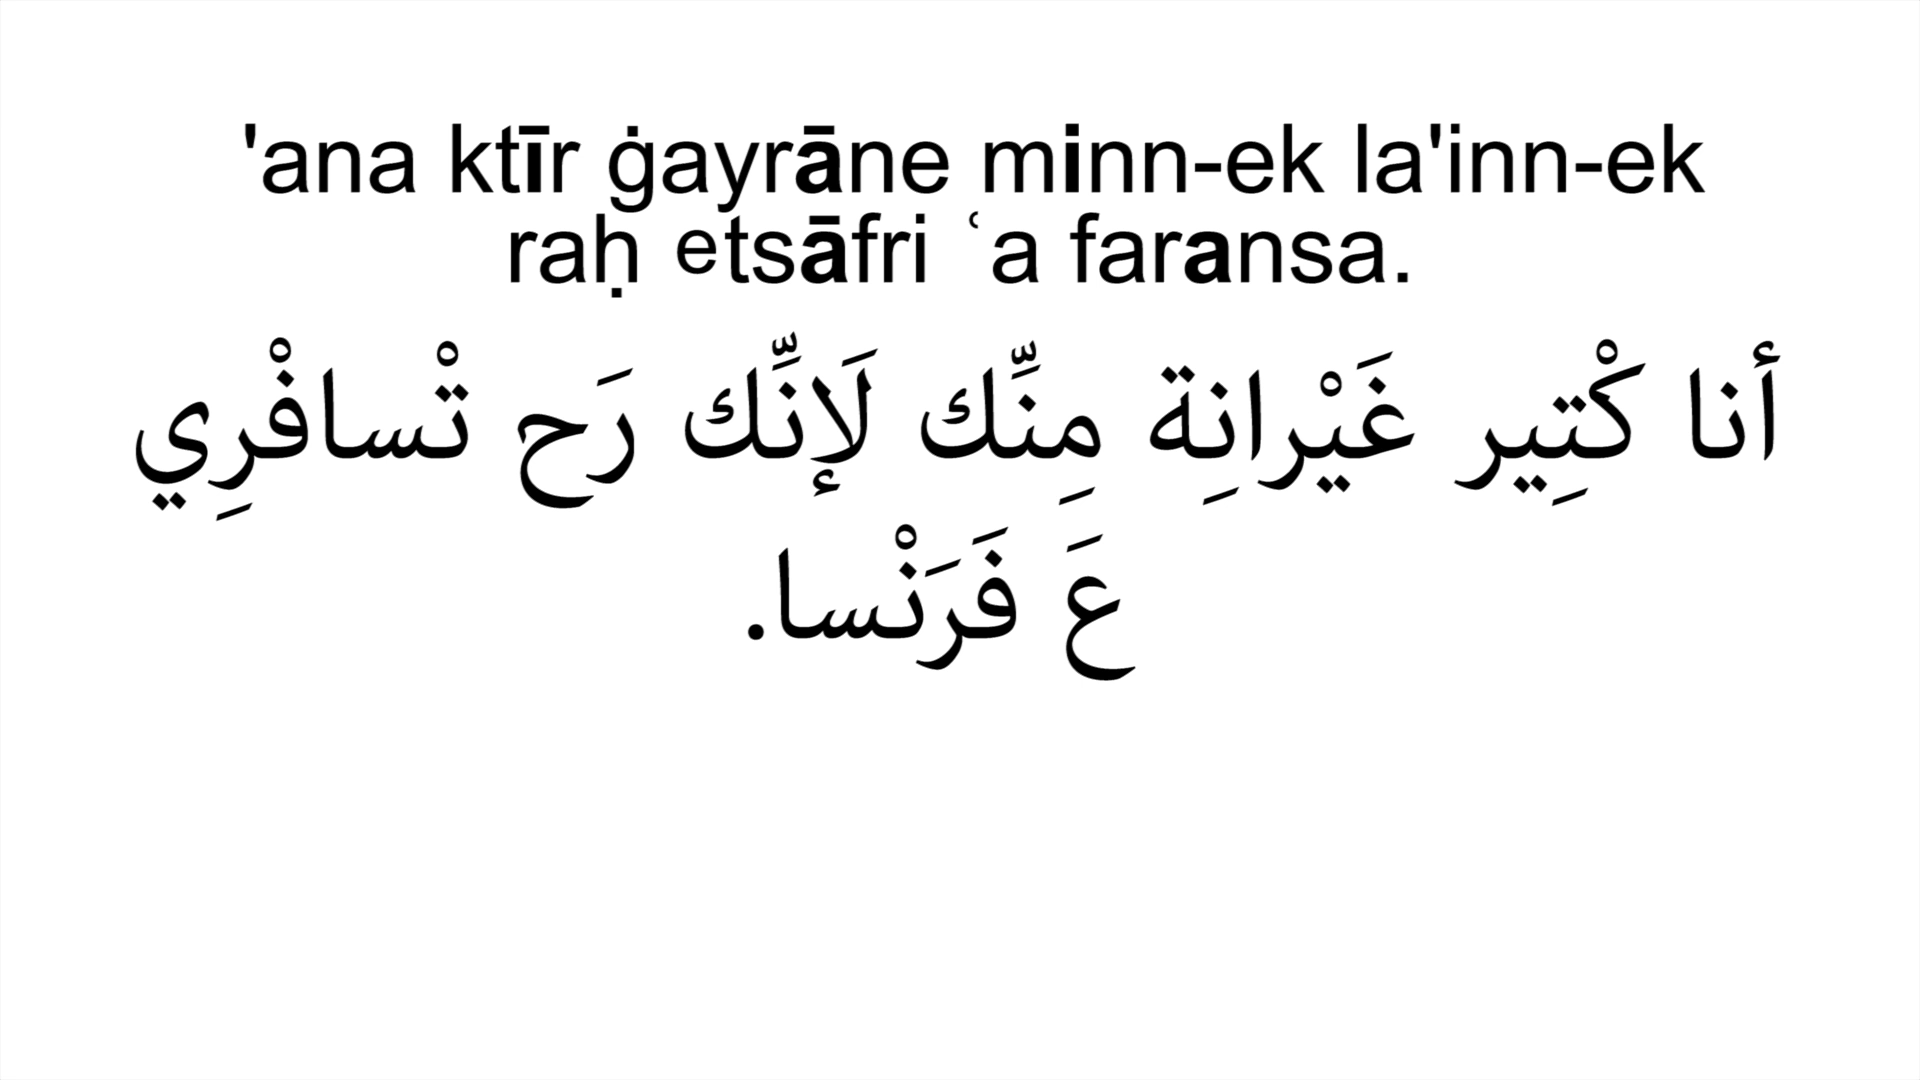 'ana ktīr ġayrāne minn-ek la'inn-ek
raḥ ᵉtsāfri ʿa faransa.
أنا كْتِير غَيْرانِة مِنِّك لَإنِّك رَح تْسافْرِي
عَ فَرَنْسا.